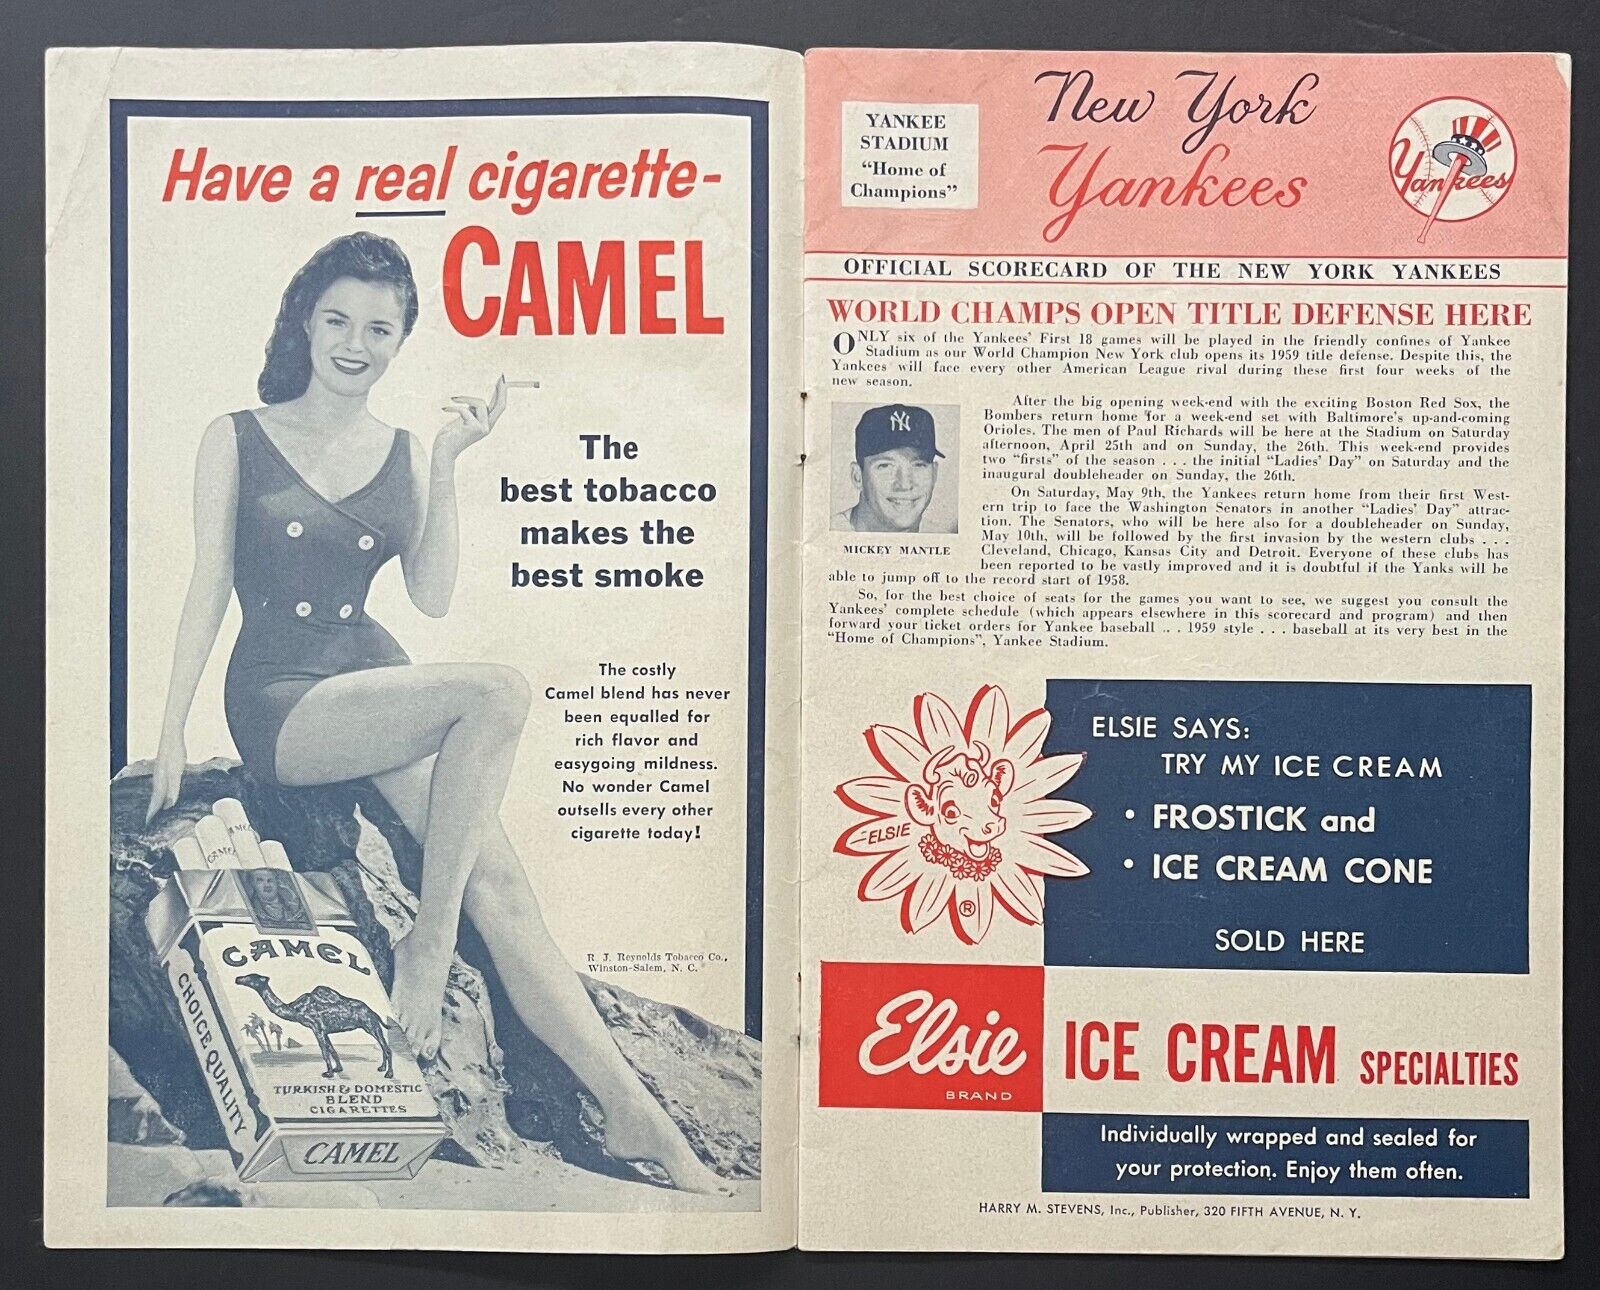 Have a real cigarette-
CAMEL
The
best tobacco
makes the
best smoke
The costly
Camel blend has never
been equalled for
rich flavor and
easygoing mildness.
No wonder Camel
outsells every other
cigarette today!
R. J. Reynolds Tobacco Co.,
Winston-Salem, N. C.
CAMEL
CAMEL
CAMEL
CHOICE QUALITY
TURKISH & DOMESTIC
BLEND
CIGARETTES
CAMEL
YANKEE
STADIUM
"Home of
Champions"
New York
Yankees
Yankees
OFFICIAL SCORECARD OF THE NEW YORK YANKEES
WORLD CHAMPS OPEN TITLE DEFENSE HERE
ONLY six of the Yankees' First 18 games will be played in the friendly confines of Yankee
Stadium as our World Champion New York club opens its 1959 title defense. Despite this, the
Yankees will face every other American League rival during these first four weeks of the
new season.
After the big opening week-end with the exciting Boston Red Sox, the
Bombers return home for a week-end set with Baltimore's up-and-coming
Orioles. The men of Paul Richards will be here at the Stadium on Saturday
afternoon, April 25th and on Sunday, the 26th. This week-end provides
two "firsts" of the season . . . the initial "Ladies' Day" on Saturday and the
inaugural doubleheader on Sunday, the 26th.
On Saturday, May 9th, the Yankees return home from their first West-
ern trip to face the Washington Senators in another "Ladies' Day" attrac-
tion. The Senators, who will be here also for a doubleheader on Sunday,
May 10th, will be followed by the first invasion by the western clubs . . .
Cleveland, Chicago, Kansas City and Detroit. Everyone of these clubs has
been reported to be vastly improved and it is doubtful if the Yanks will be
able to jump off to the record start of 1958.
MICKEY MANTLE
So, for the best choice of seats for the games you want to see, we suggest you consult the
Yankees' complete schedule (which appears elsewhere in this scorecard and program) and then
forward your ticket orders for Yankee baseball . . . 1959 style . . . baseball at its very best in the
"Home of Champions", Yankee Stadium.
ELSIE
®
ELSIE SAYS:
TRY MY ICE CREAM
• FROSTICK and
• ICE CREAM CONE
SOLD HERE
Elsie
BRAND
ICE CREAM SPECIALTIES
Individually wrapped and sealed for
your protection. Enjoy them often.
HARRY M. STEVENS, Inc., Publisher, 320 FIFTH AVENUE, N. Y.